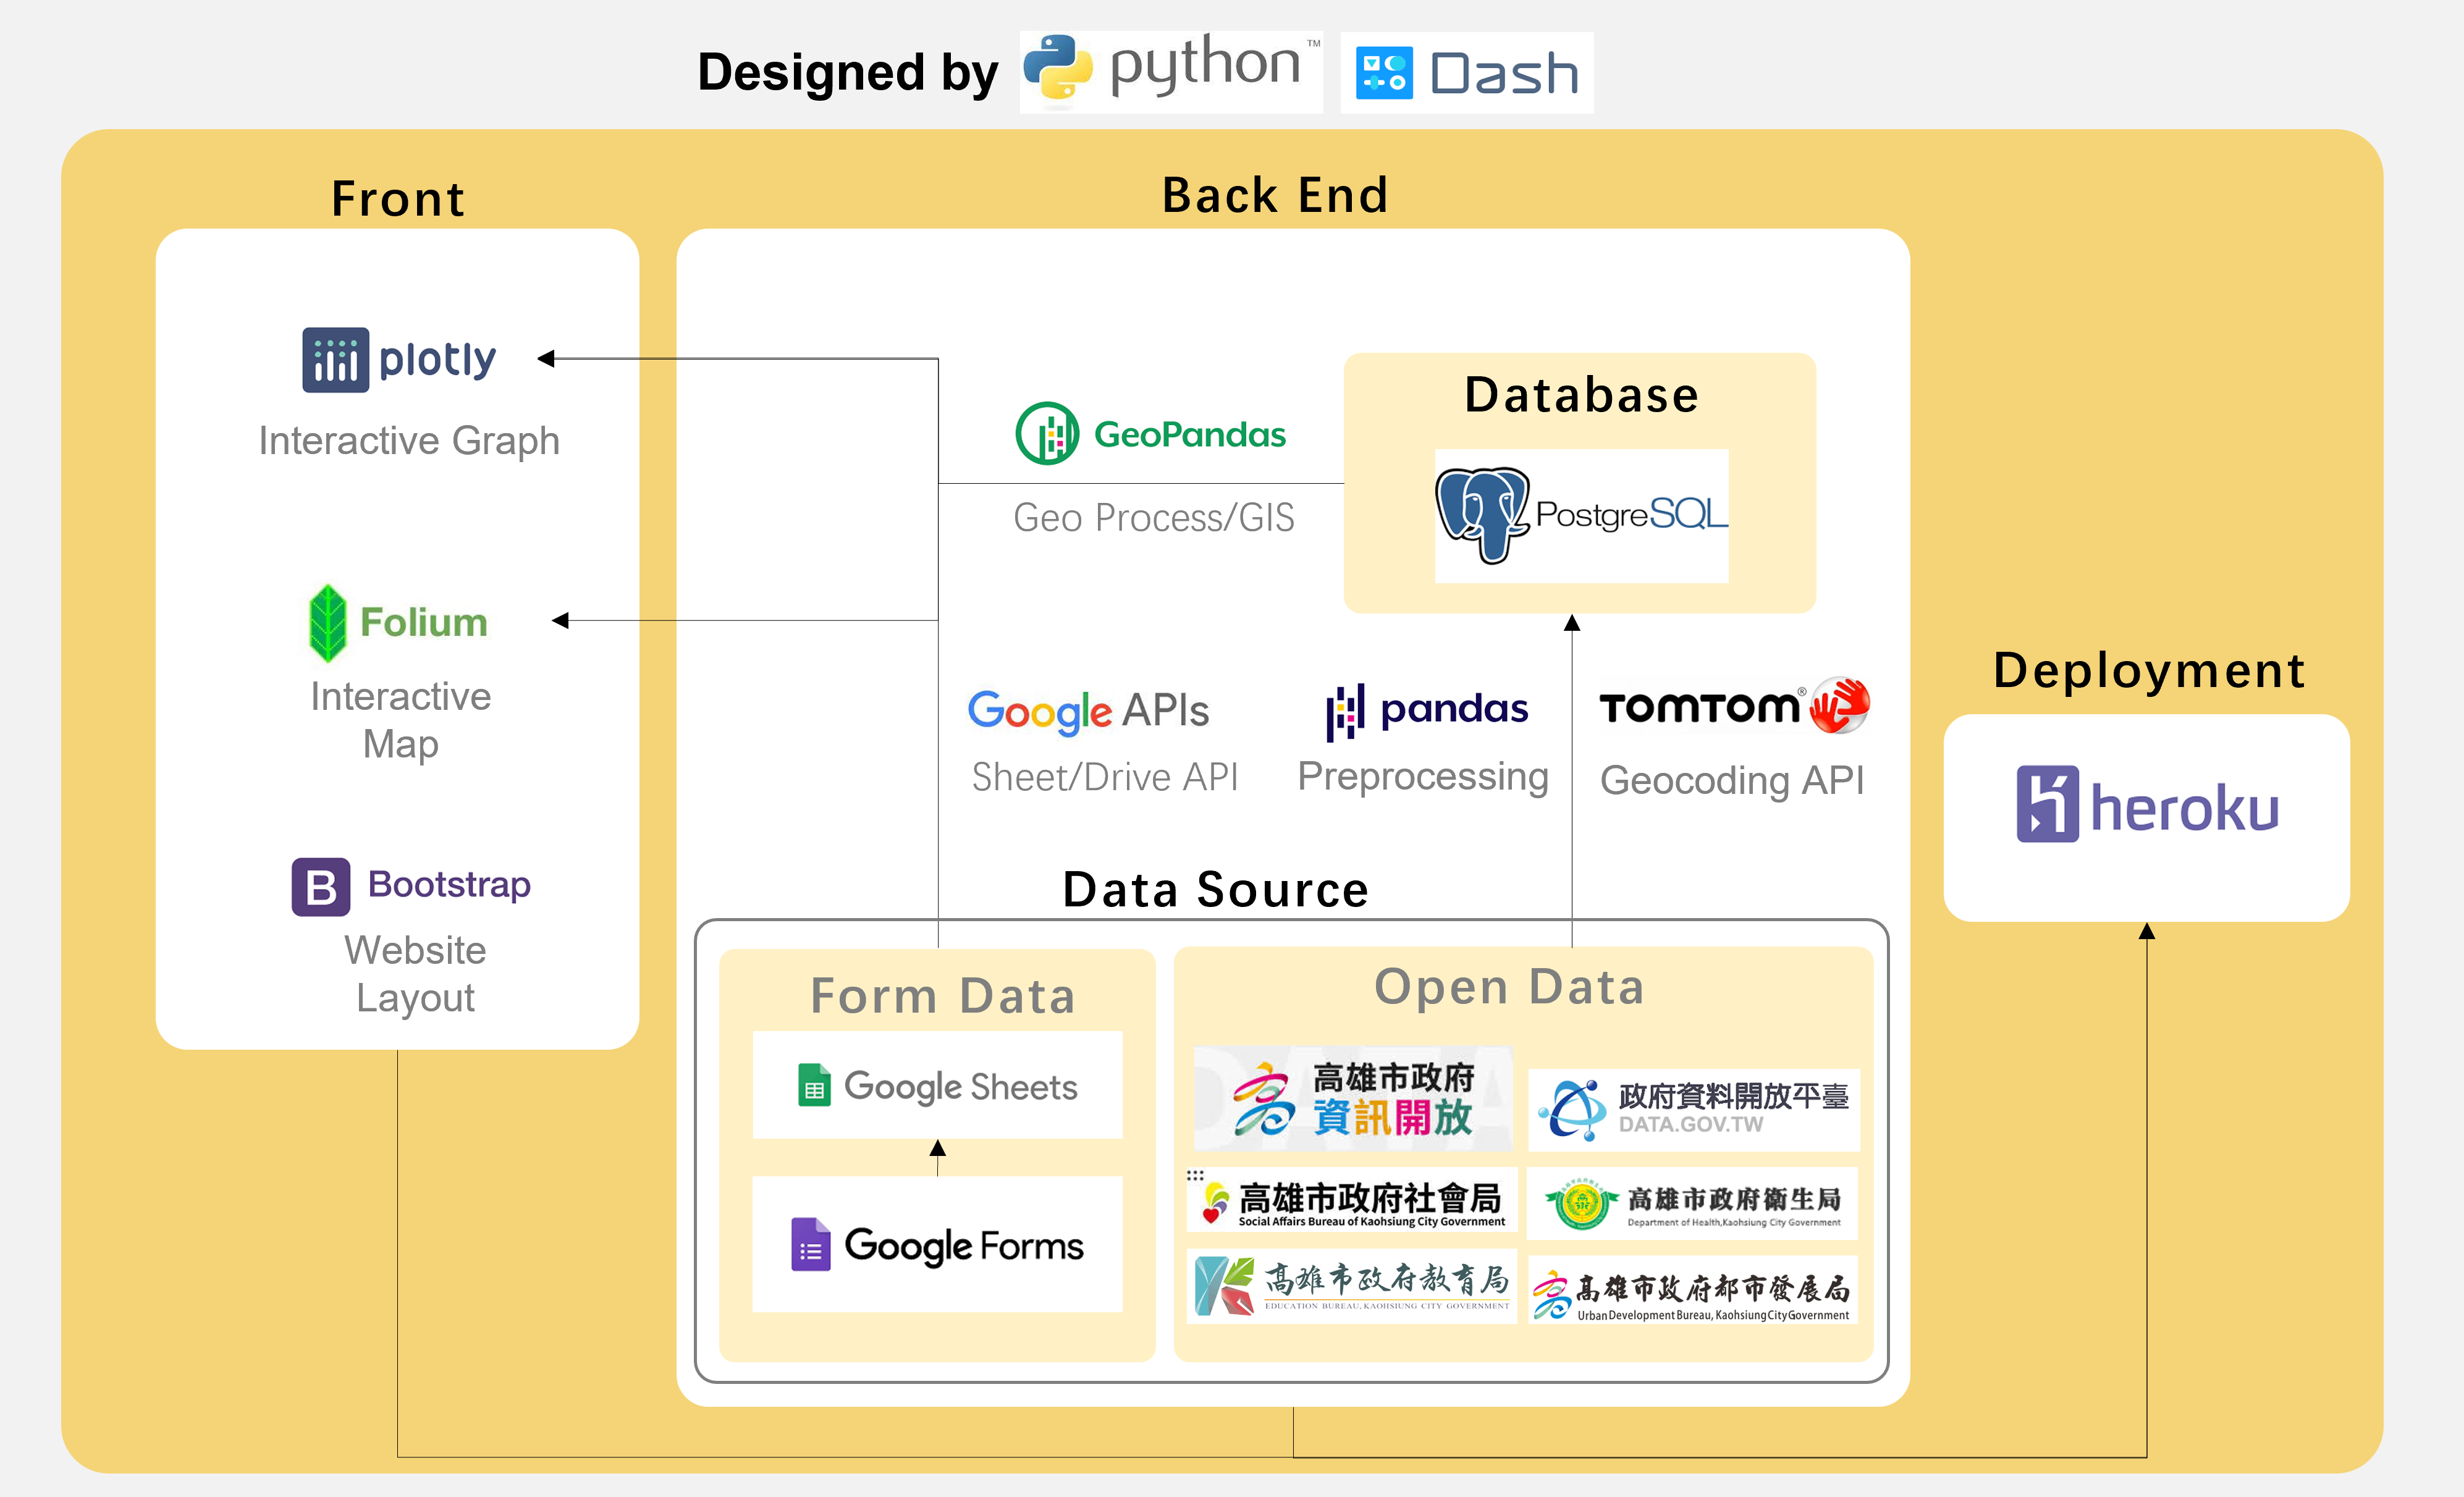 Designed by python™ Dash
Front
Back End
plotly
Interactive Graph
Folium
Interactive
Map
Bootstrap
Website
Layout
GeoPandas
Geo Process/GIS
Database
PostgreSQL
Google APIs
Sheet/Drive API
pandas
Preprocessing
TOMTOM®
Geocoding API
Data Source
Form Data
Google Sheets
Google Forms
Open Data
DATA
高雄市政府
資訊開放
政府資料開放平臺
DATA.GOV.TW
高雄市政府社會局
Social Affairs Bureau of Kaohsiung City Government
高雄市政府衛生局
Department of Health,Kaohsiung City Government
高雄市政府教育局
EDUCATION BUREAU, KAOHSIUNG CITY GOVERNMENT
高雄市政府都市發展局
Urban Development Bureau, Kaohsiung City Government
Deployment
heroku